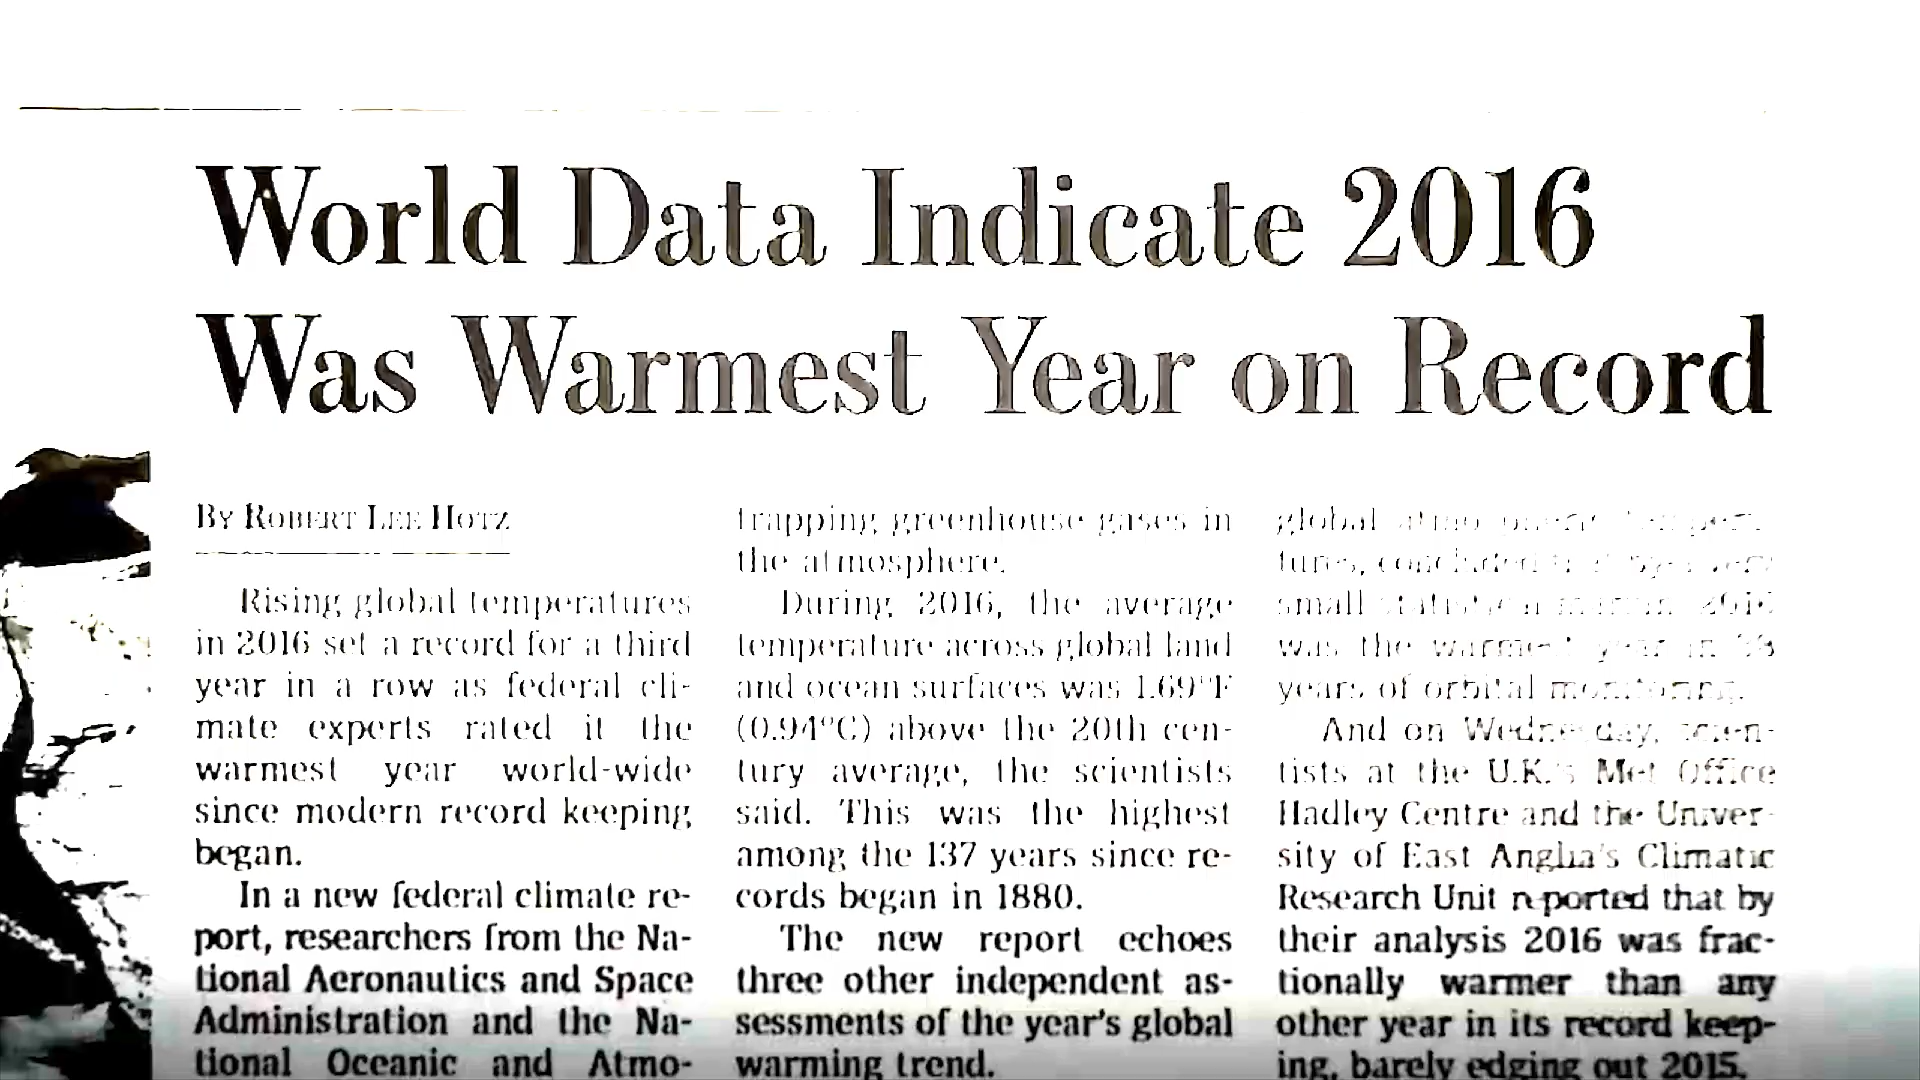 World Data Indicate 2016
Was Warmest Year on Record
By Robert Lee Hotz
Rising global temperatures
in 2016 set a record for a third
year in a row as federal cli-
mate experts rated it the
warmest year world-wide
since modern record keeping
began.
In a new federal climate re-
port, researchers from the Na-
tional Aeronautics and Space
Administration and the Na-
tional Oceanic and Atmo-
trapping greenhouse gases in
the atmosphere.
During 2016, the average
temperature across global land
and ocean surfaces was 1.69°F
(0.94°C) above the 20th cen-
tury average, the scientists
said. This was the highest
among the 137 years since re-
cords began in 1880.
The new report echoes
three other independent as-
sessments of the year's global
warming trend.
global
tures, concluded
small 2016
was the warmest year in
years of orbital monitoring.
And on Wednesday, scien-
tists at the U.K.'s Met Office
Hadley Centre and the Univer-
sity of East Anglia's Climatic
Research Unit reported that by
their analysis 2016 was frac-
tionally warmer than any
other year in its record keep-
ing, barely edging out 2015.